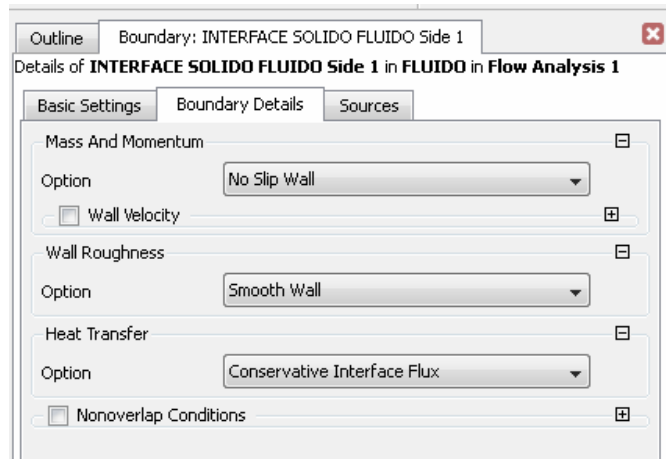 Outline Boundary: INTERFACE SOLIDO FLUIDO Side 1
Details of INTERFACE SOLIDO FLUIDO Side 1 in FLUIDO in Flow Analysis 1
Basic Settings Boundary Details Sources
Mass And Momentum
Option No Slip Wall
Wall Velocity
Wall Roughness
Option Smooth Wall
Heat Transfer
Option Conservative Interface Flux
Nonoverlap Conditions